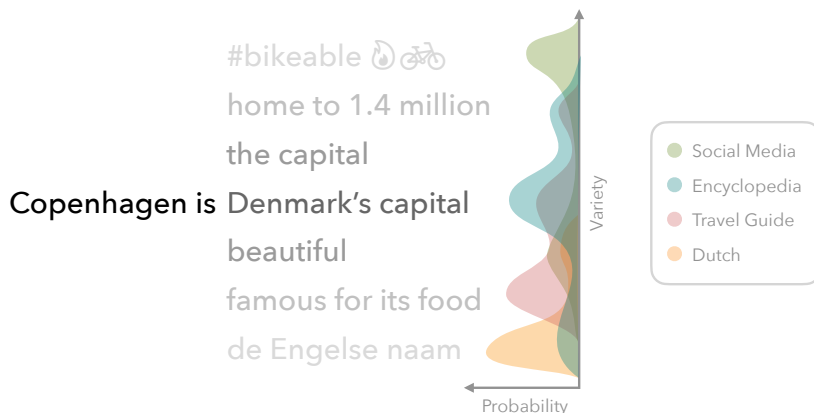 #bikeable 🔥🚲
home to 1.4 million
the capital
Copenhagen is Denmark’s capital
beautiful
famous for its food
de Engelse naam
Variety
Probability
Social Media
Encyclopedia
Travel Guide
Dutch